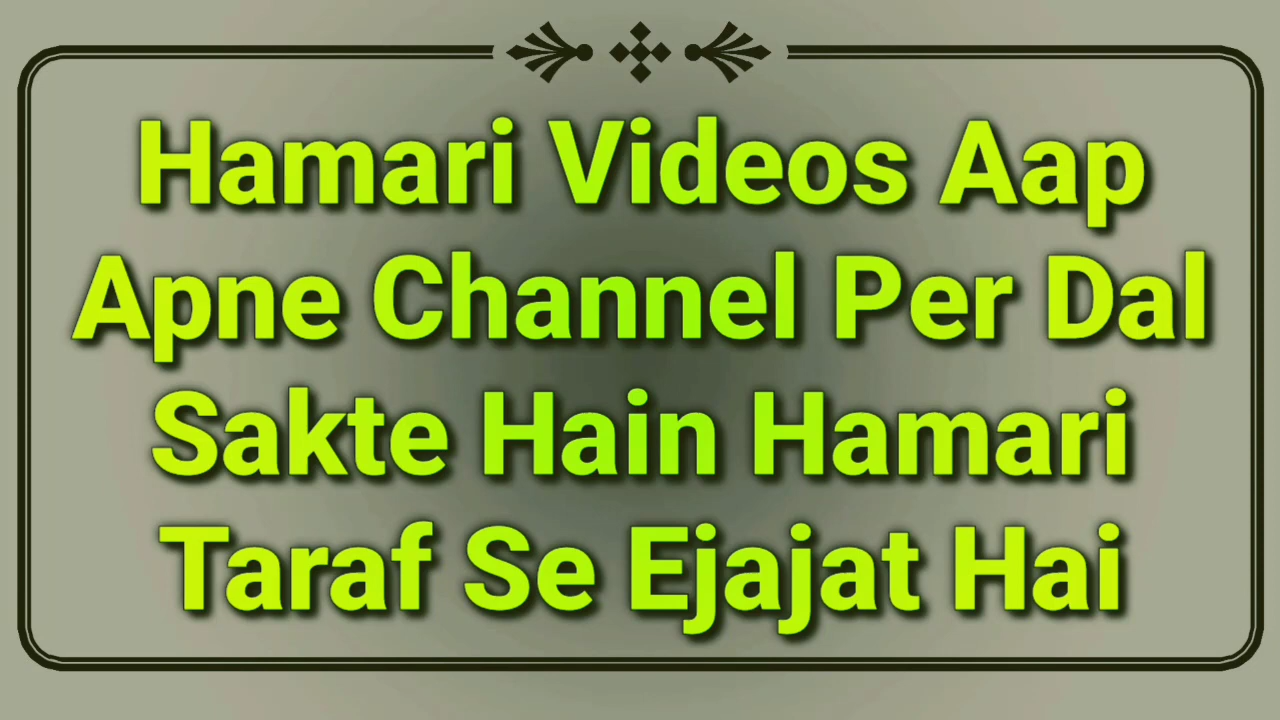 Hamari Videos Aap
Apne Channel Per Dal
Sakte Hain Hamari
Taraf Se Ejajat Hai